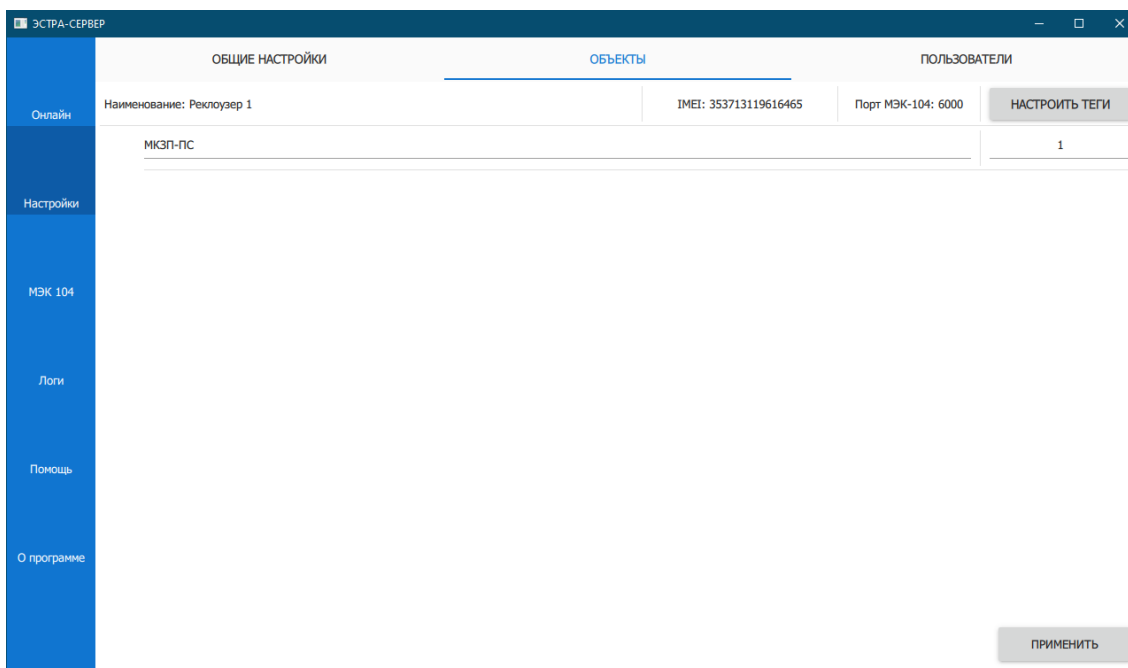 ЭСТРА-СЕРВЕР
ОБЩИЕ НАСТРОЙКИ ОБЪЕКТЫ ПОЛЬЗОВАТЕЛИ
Онлайн
Наименование: Реклоузер 1 IMEI: 353713119616465 Порт МЭК-104: 6000 НАСТРОИТЬ ТЕГИ
МКЗП-ПС 1
Настройки
МЭК 104
Логи
Помощь
О программе
ПРИМЕНИТЬ